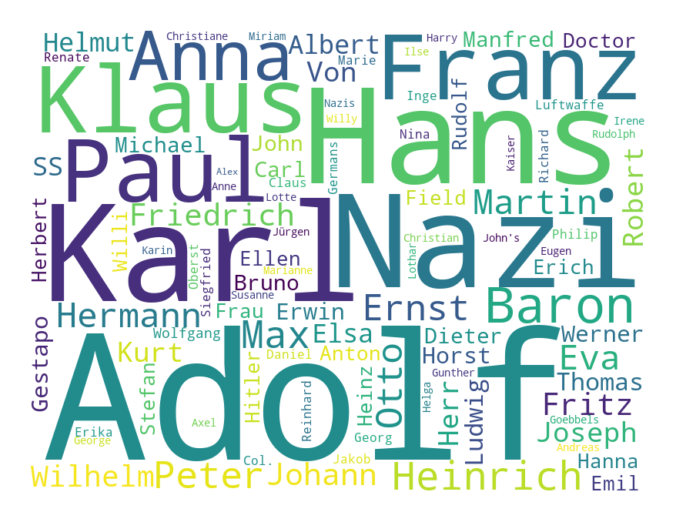 Christiane
Miriam
Helmut
Anna
Albert
Franz
Harry
Manfred
Doctor
Renate
Klaus
Von
Marie
Ilse
Hans
Inge
Rudolf
Luftwaffe
Nazis
Willy
Irene
Rudolph
Michael
John
Nina
Kaiser
Richard
Robert
SS
Paul
Carl
Germans
Claus
Alex
Anne
Lotte
Karl
Nazi
Field
Martin
Herbert
Friedrich
Willi
Jürgen
Christian
John's
Philip
Karin
Oberst
Siegfried
Ellen
Marianne
Lothar
Eugen
Erich
Bruno
Susanne
Hermann
Frau
Erwin
Ernst
Baron
Gestapo
Wolfgang
Max
Elsa
Dieter
Werner
Adolf
Kurt
Stefan
Hitler
Daniel
Anton
Otto
Horst
Eva
Heinz
Gunther
Thomas
Reinhard
Herr
Ludwig
Helga
Fritz
Axel
Goebbels
Erika
George
Georg
Joseph
Andreas
Col.
Jakob
Hanna
Wilhelm
Peter
Johann
Heinrich
Emil